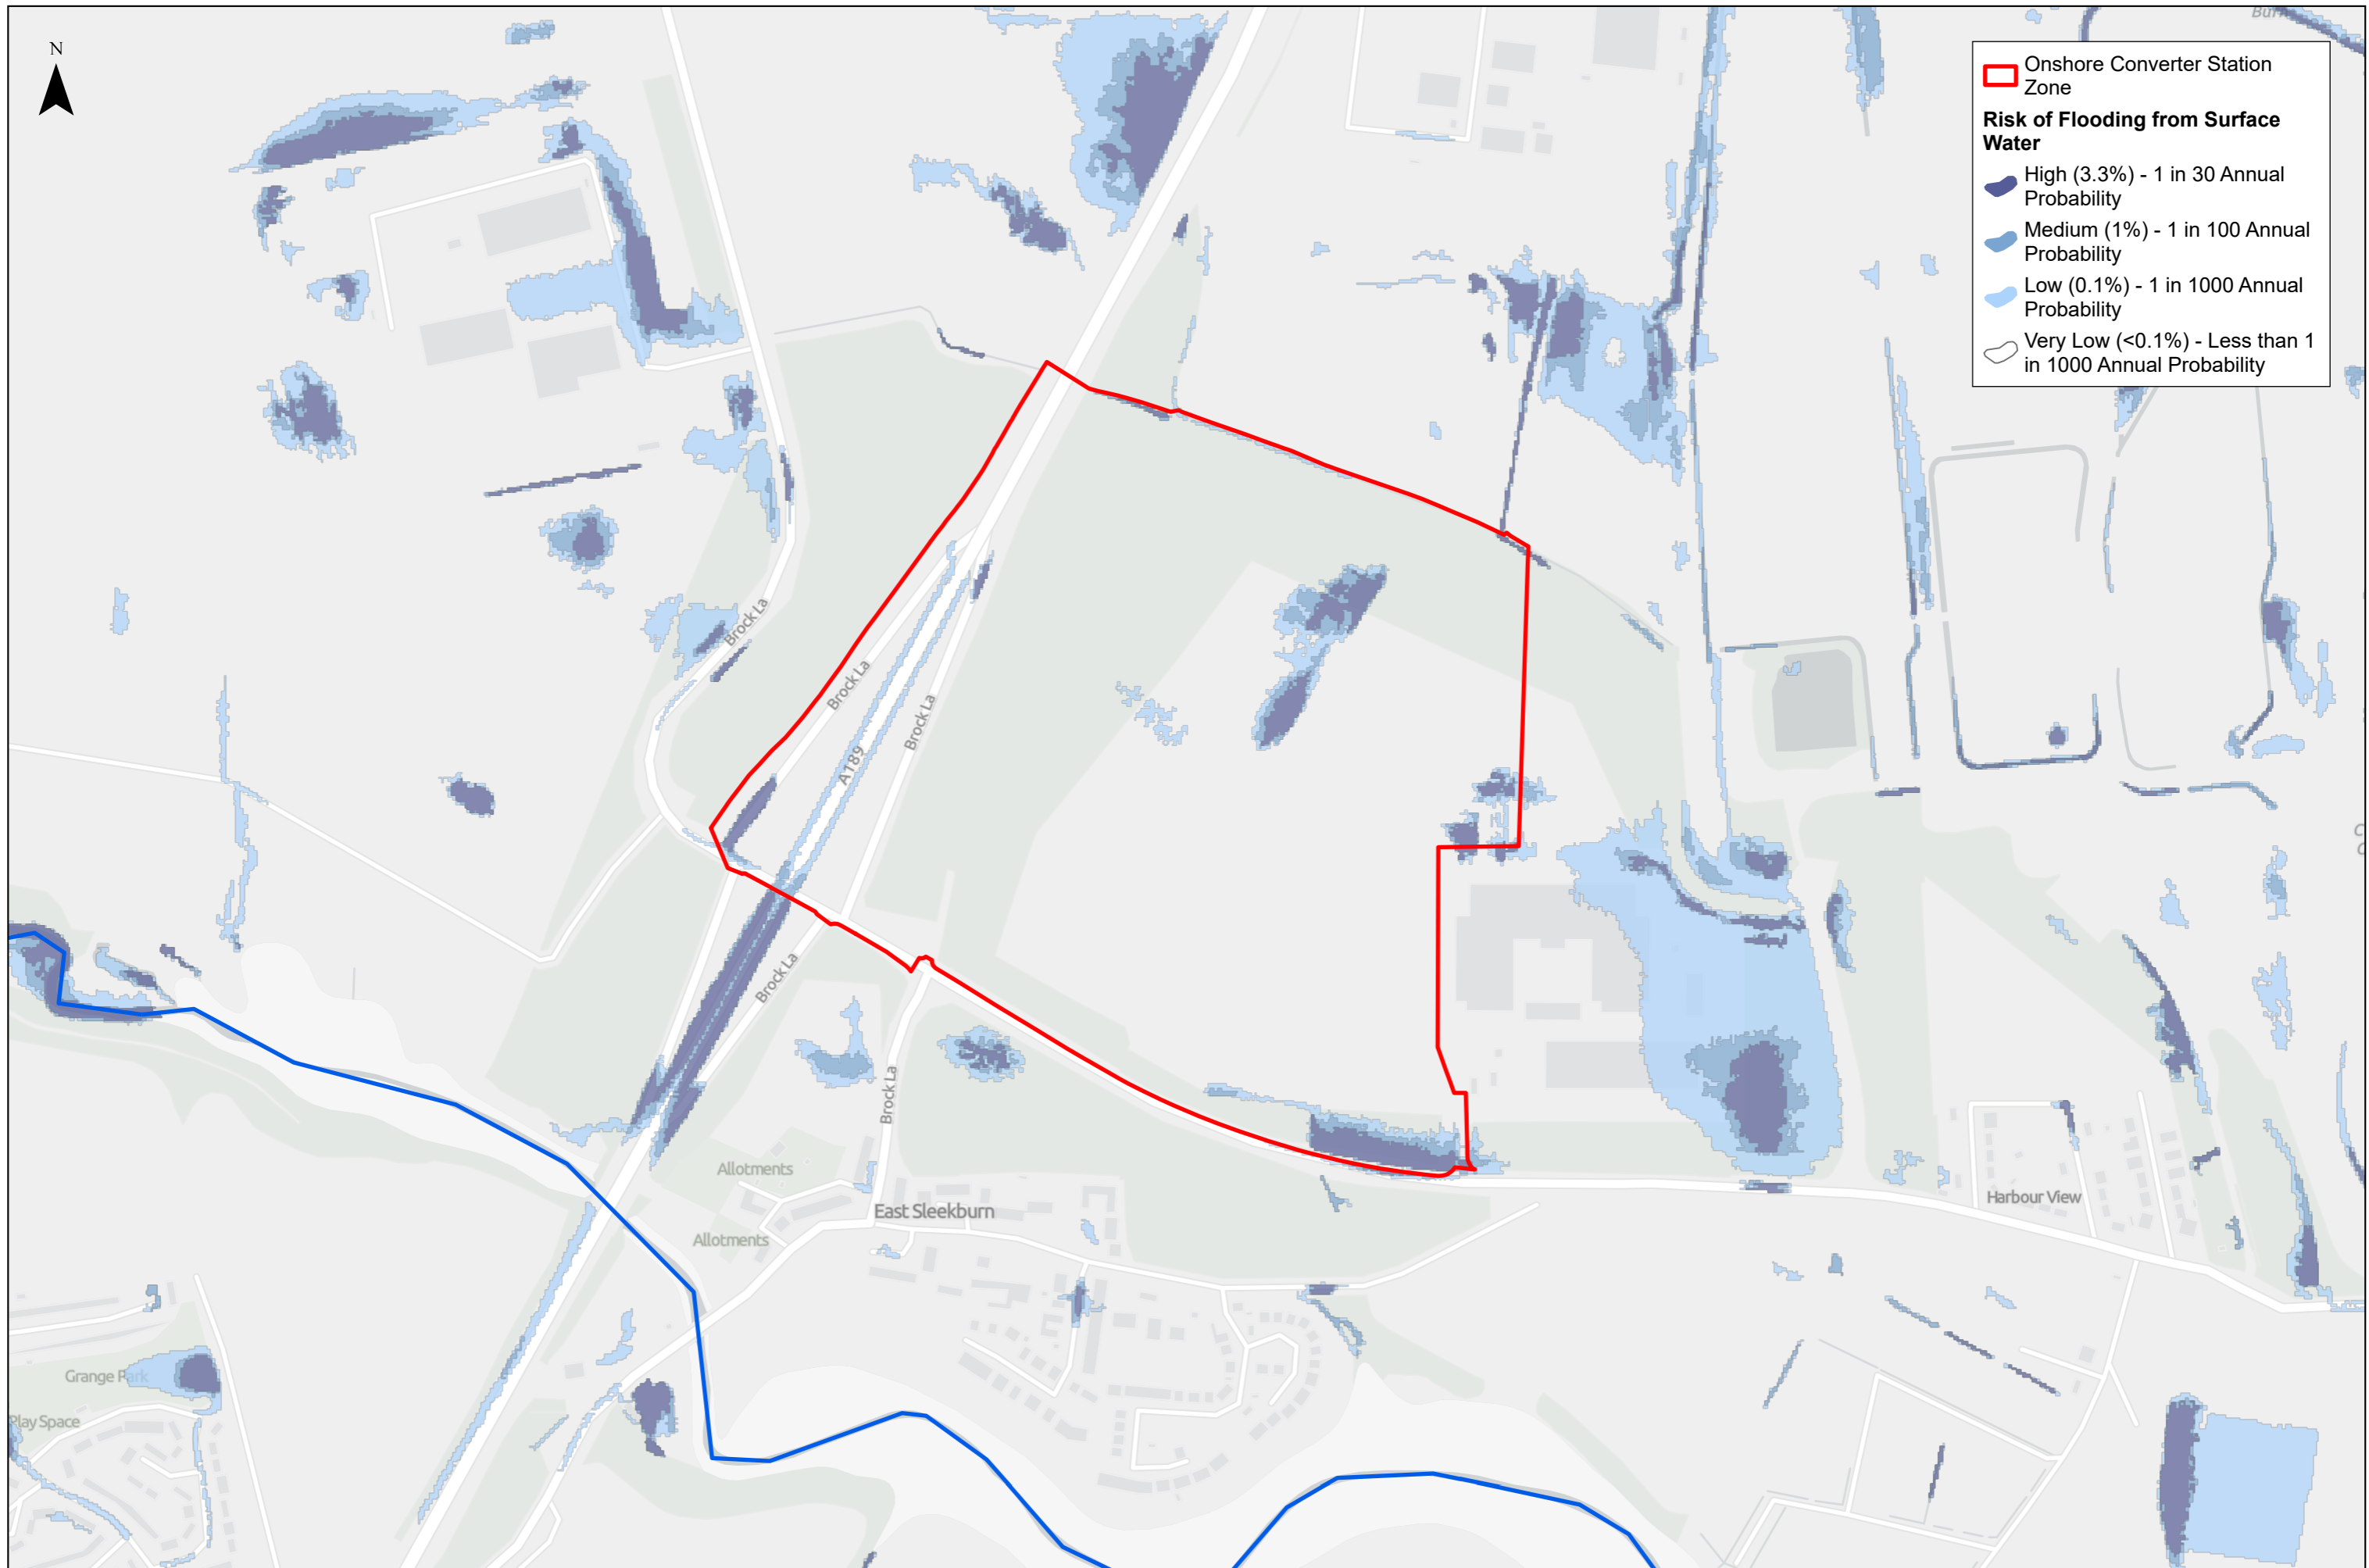 N
Burn
Onshore Converter Station
Zone
Risk of Flooding from Surface
Water
High (3.3%) - 1 in 30 Annual
Probability
Medium (1%) - 1 in 100 Annual
Probability
Low (0.1%) - 1 in 1000 Annual
Probability
Very Low (<0.1%) - Less than 1
in 1000 Annual Probability
Brock La
Brock La
Brock La
A189
Brock La
Brock La
Allotments
East Sleekburn
Allotments
Harbour View
Grange Park
Play Space